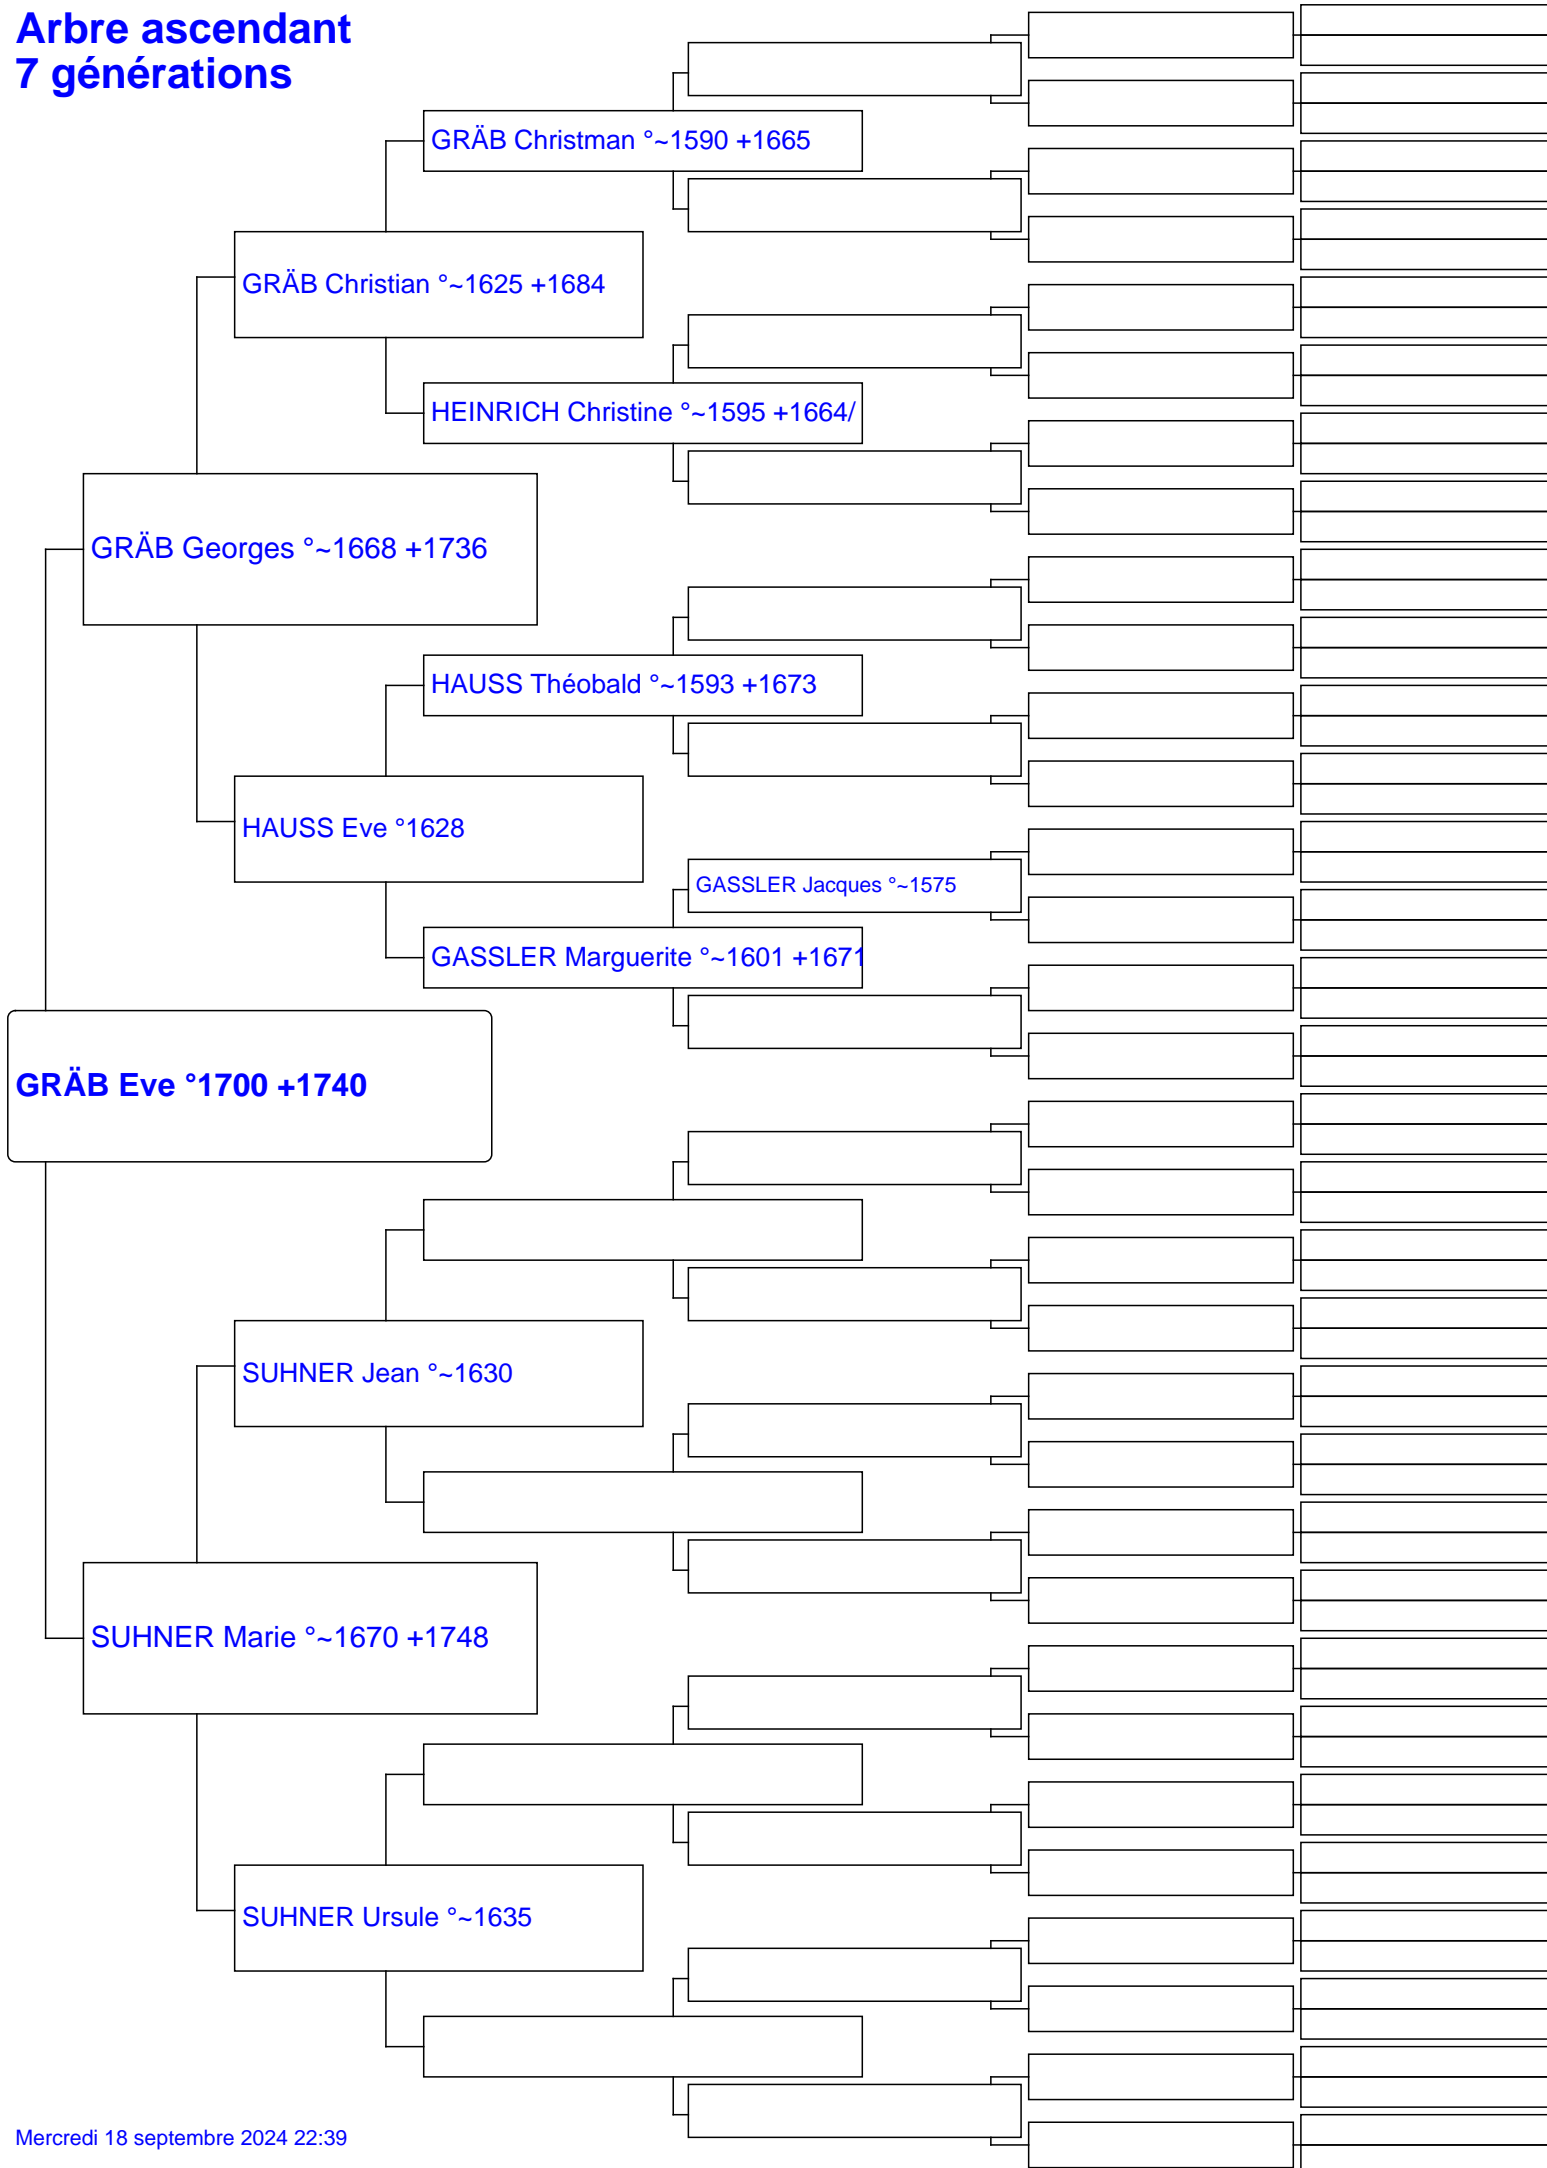 Arbre ascendant
7 générations
GRÄB Christman °~1590 +1665
GRÄB Christian °~1625 +1684
HEINRICH Christine °~1595 +1664/
GRÄB Georges °~1668 +1736
HAUSS Théobald °~1593 +1673
HAUSS Eve °1628
GASSLER Jacques °~1575
GASSLER Marguerite °~1601 +1671
GRÄB Eve °1700 +1740
SUHNER Jean °~1630
SUHNER Marie °~1670 +1748
SUHNER Ursule °~1635
Mercredi 18 septembre 2024 22:39